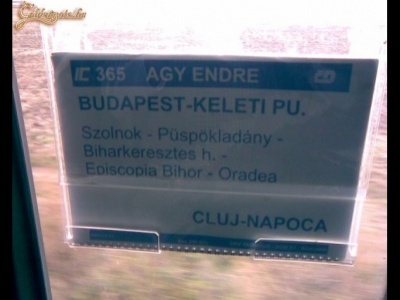 IC 365 AGY ENDRE
BUDAPEST-KELETI PU.
Szolnok - Püspökladány -
Biharkeresztes h. -
Episcopia Bihor - Oradea
CLUJ-NAPOCA